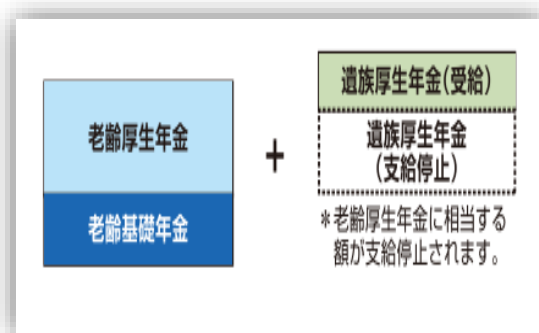 老齢厚生年金
老齢基礎年金
+
遺族厚生年金(受給)
遺族厚生年金
(支給停止)
*老齢厚生年金に相当する
額が支給停止されます。